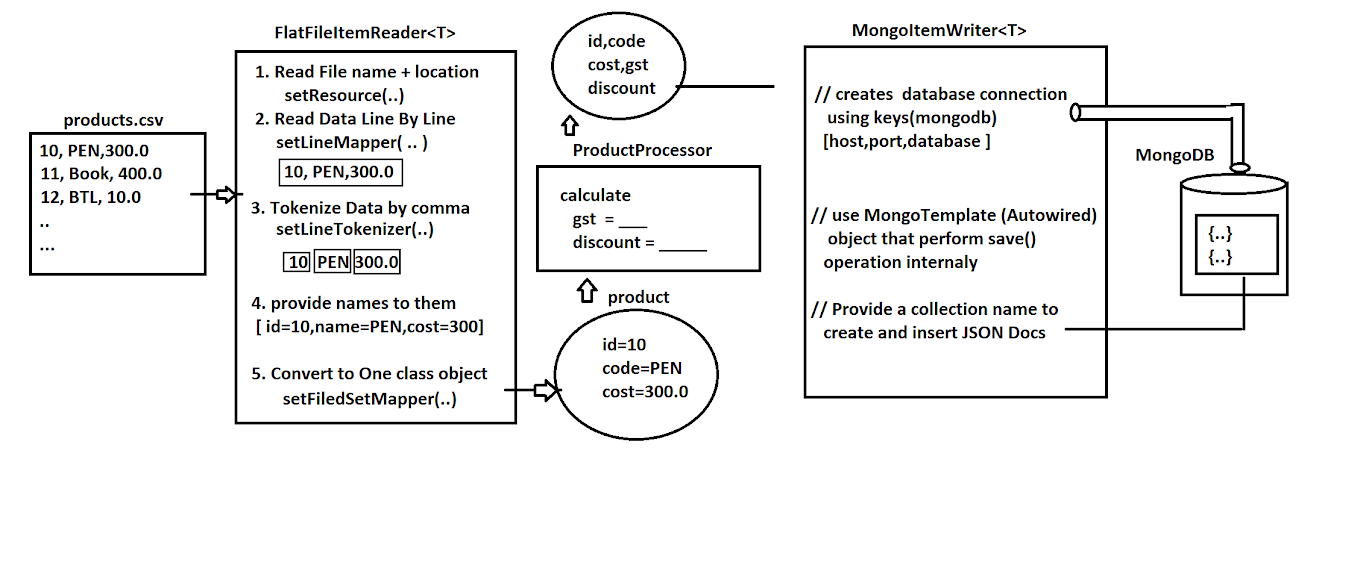 products.csv
10, PEN,300.0
11, Book, 400.0
12, BTL, 10.0
..
...
FlatFileItemReader<T>
1. Read File name + location
setResource(..)
2. Read Data Line By Line
setLineMapper( .. )
10, PEN,300.0
3. Tokenize Data by comma
setLineTokenizer(..)
10 PEN 300.0
4. provide names to them
[ id=10,name=PEN,cost=300]
5. Convert to One class object
setFiledSetMapper(..)
id,code
cost,gst
discount
ProductProcessor
calculate
gst = ___
discount = _____
product
id=10
code=PEN
cost=300.0
MongoItemWriter<T>
// creates database connection
using keys(mongodb)
[host,port,database ]
// use MongoTemplate (Autowired)
object that perform save()
operation internaly
// Provide a collection name to
create and insert JSON Docs
MongoDB
{..}
{..}